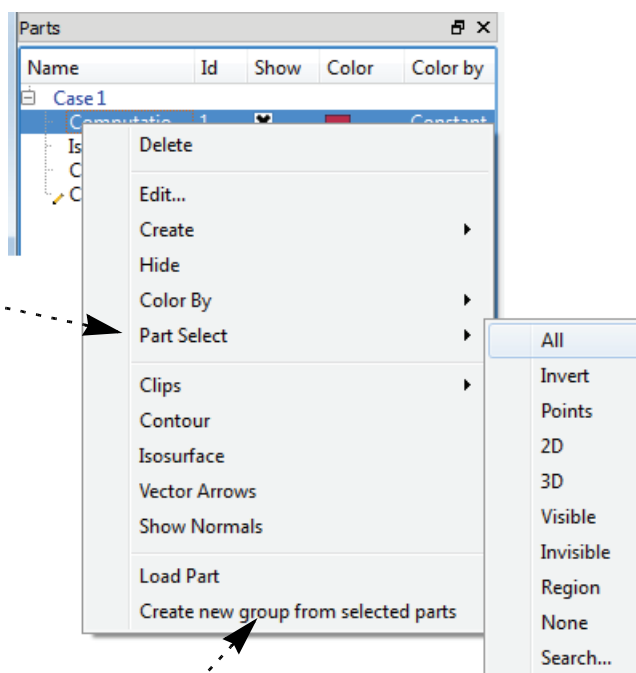 Parts
Name Id Show Color Color by
Case 1
Computatio 1 Constant
Is
C
C
Delete
Edit...
Create
Hide
Color By
Part Select
Clips
Contour
Isosurface
Vector Arrows
Show Normals
Load Part
Create new group from selected parts
All
Invert
Points
2D
3D
Visible
Invisible
Region
None
Search...